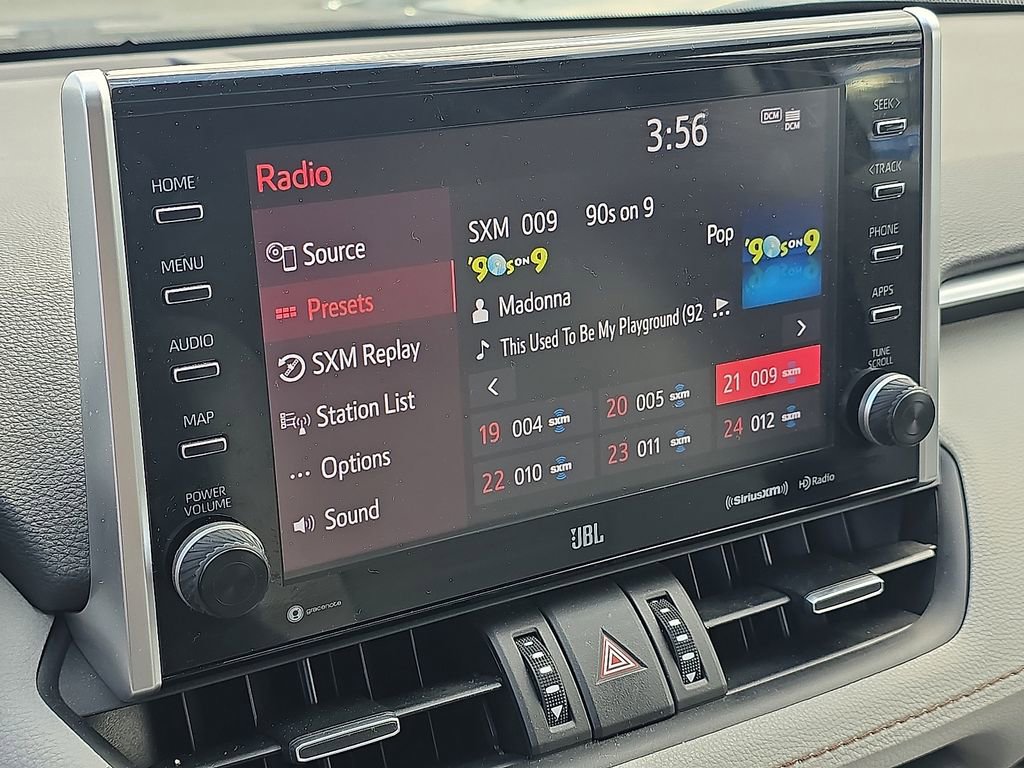 HOME
MENU
AUDIO
MAP
POWER
VOLUME
Radio
3:56
DCM
DCM
Source
Presets
SXM Replay
Station List
... Options
Sound
SXM 009 90s on 9
'90s ON 9
Pop
'90s ON 9
Madonna
This Used To Be My Playground (92 ...
19 004 sxm
20 005 sxm
21 009 sxm
22 010 sxm
23 011 sxm
24 012 sxm
SEEK>
<TRACK
PHONE
APPS
TUNE
SCROLL
gracenote
JBL
((SiriusXM))
HD Radio